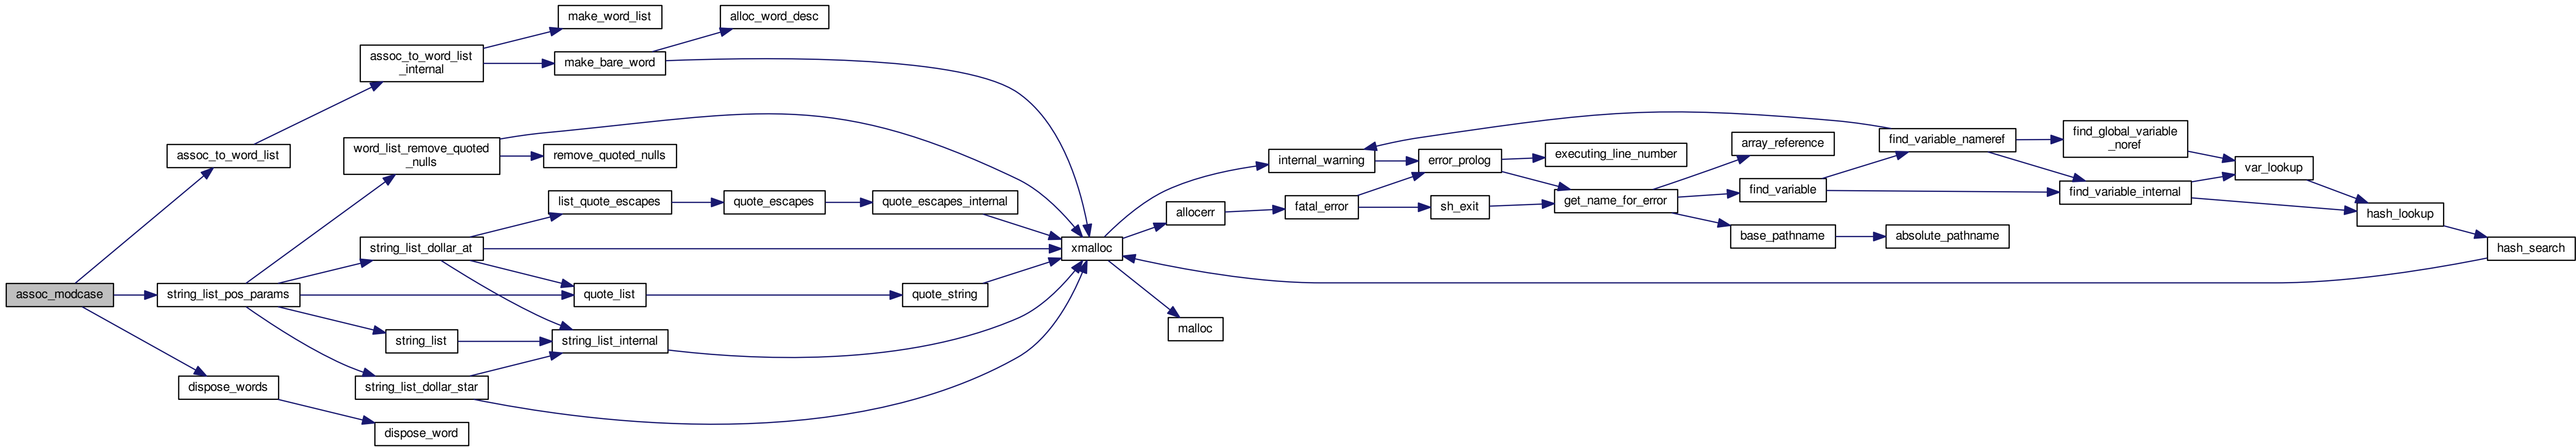 make_word_list
alloc_word_desc
assoc_to_word_list
_internal
make_bare_word
assoc_to_word_list
word_list_remove_quoted
_nulls
remove_quoted_nulls
list_quote_escapes
quote_escapes
quote_escapes_internal
string_list_dollar_at
assoc_modcase
string_list_pos_params
quote_list
quote_string
string_list
string_list_internal
dispose_words
string_list_dollar_star
dispose_word
xmalloc
internal_warning
allocerr
malloc
error_prolog
fatal_error
sh_exit
executing_line_number
get_name_for_error
array_reference
find_variable
base_pathname
absolute_pathname
find_variable_nameref
find_global_variable
_noref
find_variable_internal
var_lookup
hash_lookup
hash_search